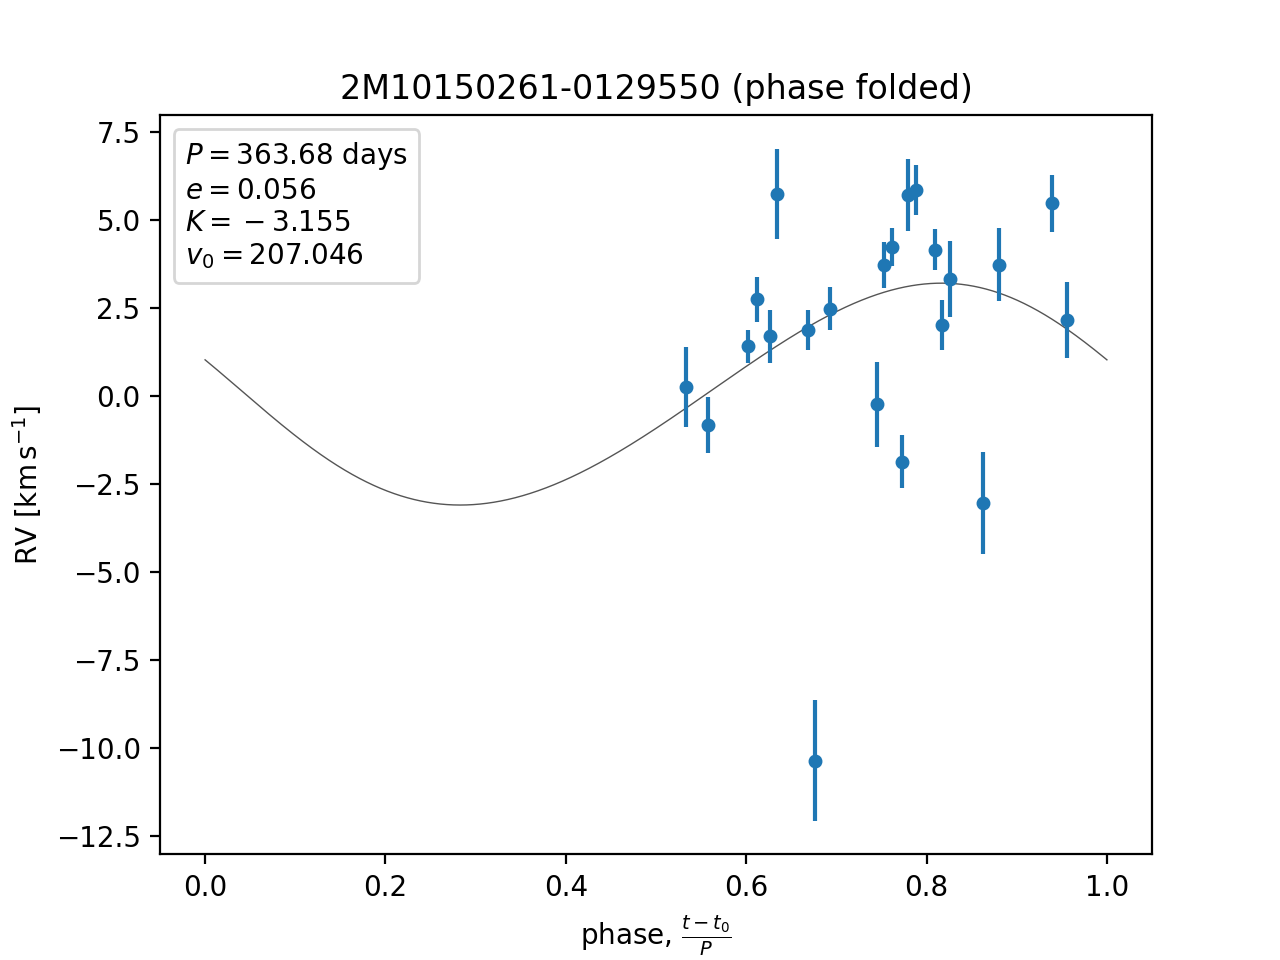 2M10150261-0129550 (phase folded)
P = 363.68 days
e = 0.056
K = −3.155
v₀ = 207.046
7.5
5.0
2.5
0.0
−2.5
−5.0
−7.5
−10.0
−12.5
RV [km s⁻¹]
0.0 0.2 0.4 0.6 0.8 1.0
phase, (t − t₀)/P